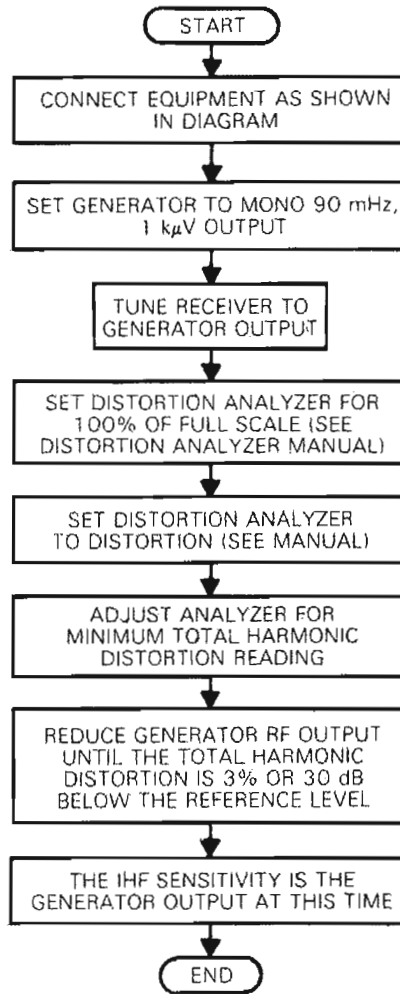 START
CONNECT EQUIPMENT AS SHOWN
IN DIAGRAM
SET GENERATOR TO MONO 90 mHz,
1 kµV OUTPUT
TUNE RECEIVER TO
GENERATOR OUTPUT
SET DISTORTION ANALYZER FOR
100% OF FULL SCALE (SEE
DISTORTION ANALYZER MANUAL)
SET DISTORTION ANALYZER
TO DISTORTION (SEE MANUAL)
ADJUST ANALYZER FOR
MINIMUM TOTAL HARMONIC
DISTORTION READING
REDUCE GENERATOR RF OUTPUT
UNTIL THE TOTAL HARMONIC
DISTORTION IS 3% OR 30 dB
BELOW THE REFERENCE LEVEL
THE IHF SENSITIVITY IS THE
GENERATOR OUTPUT AT THIS TIME
END